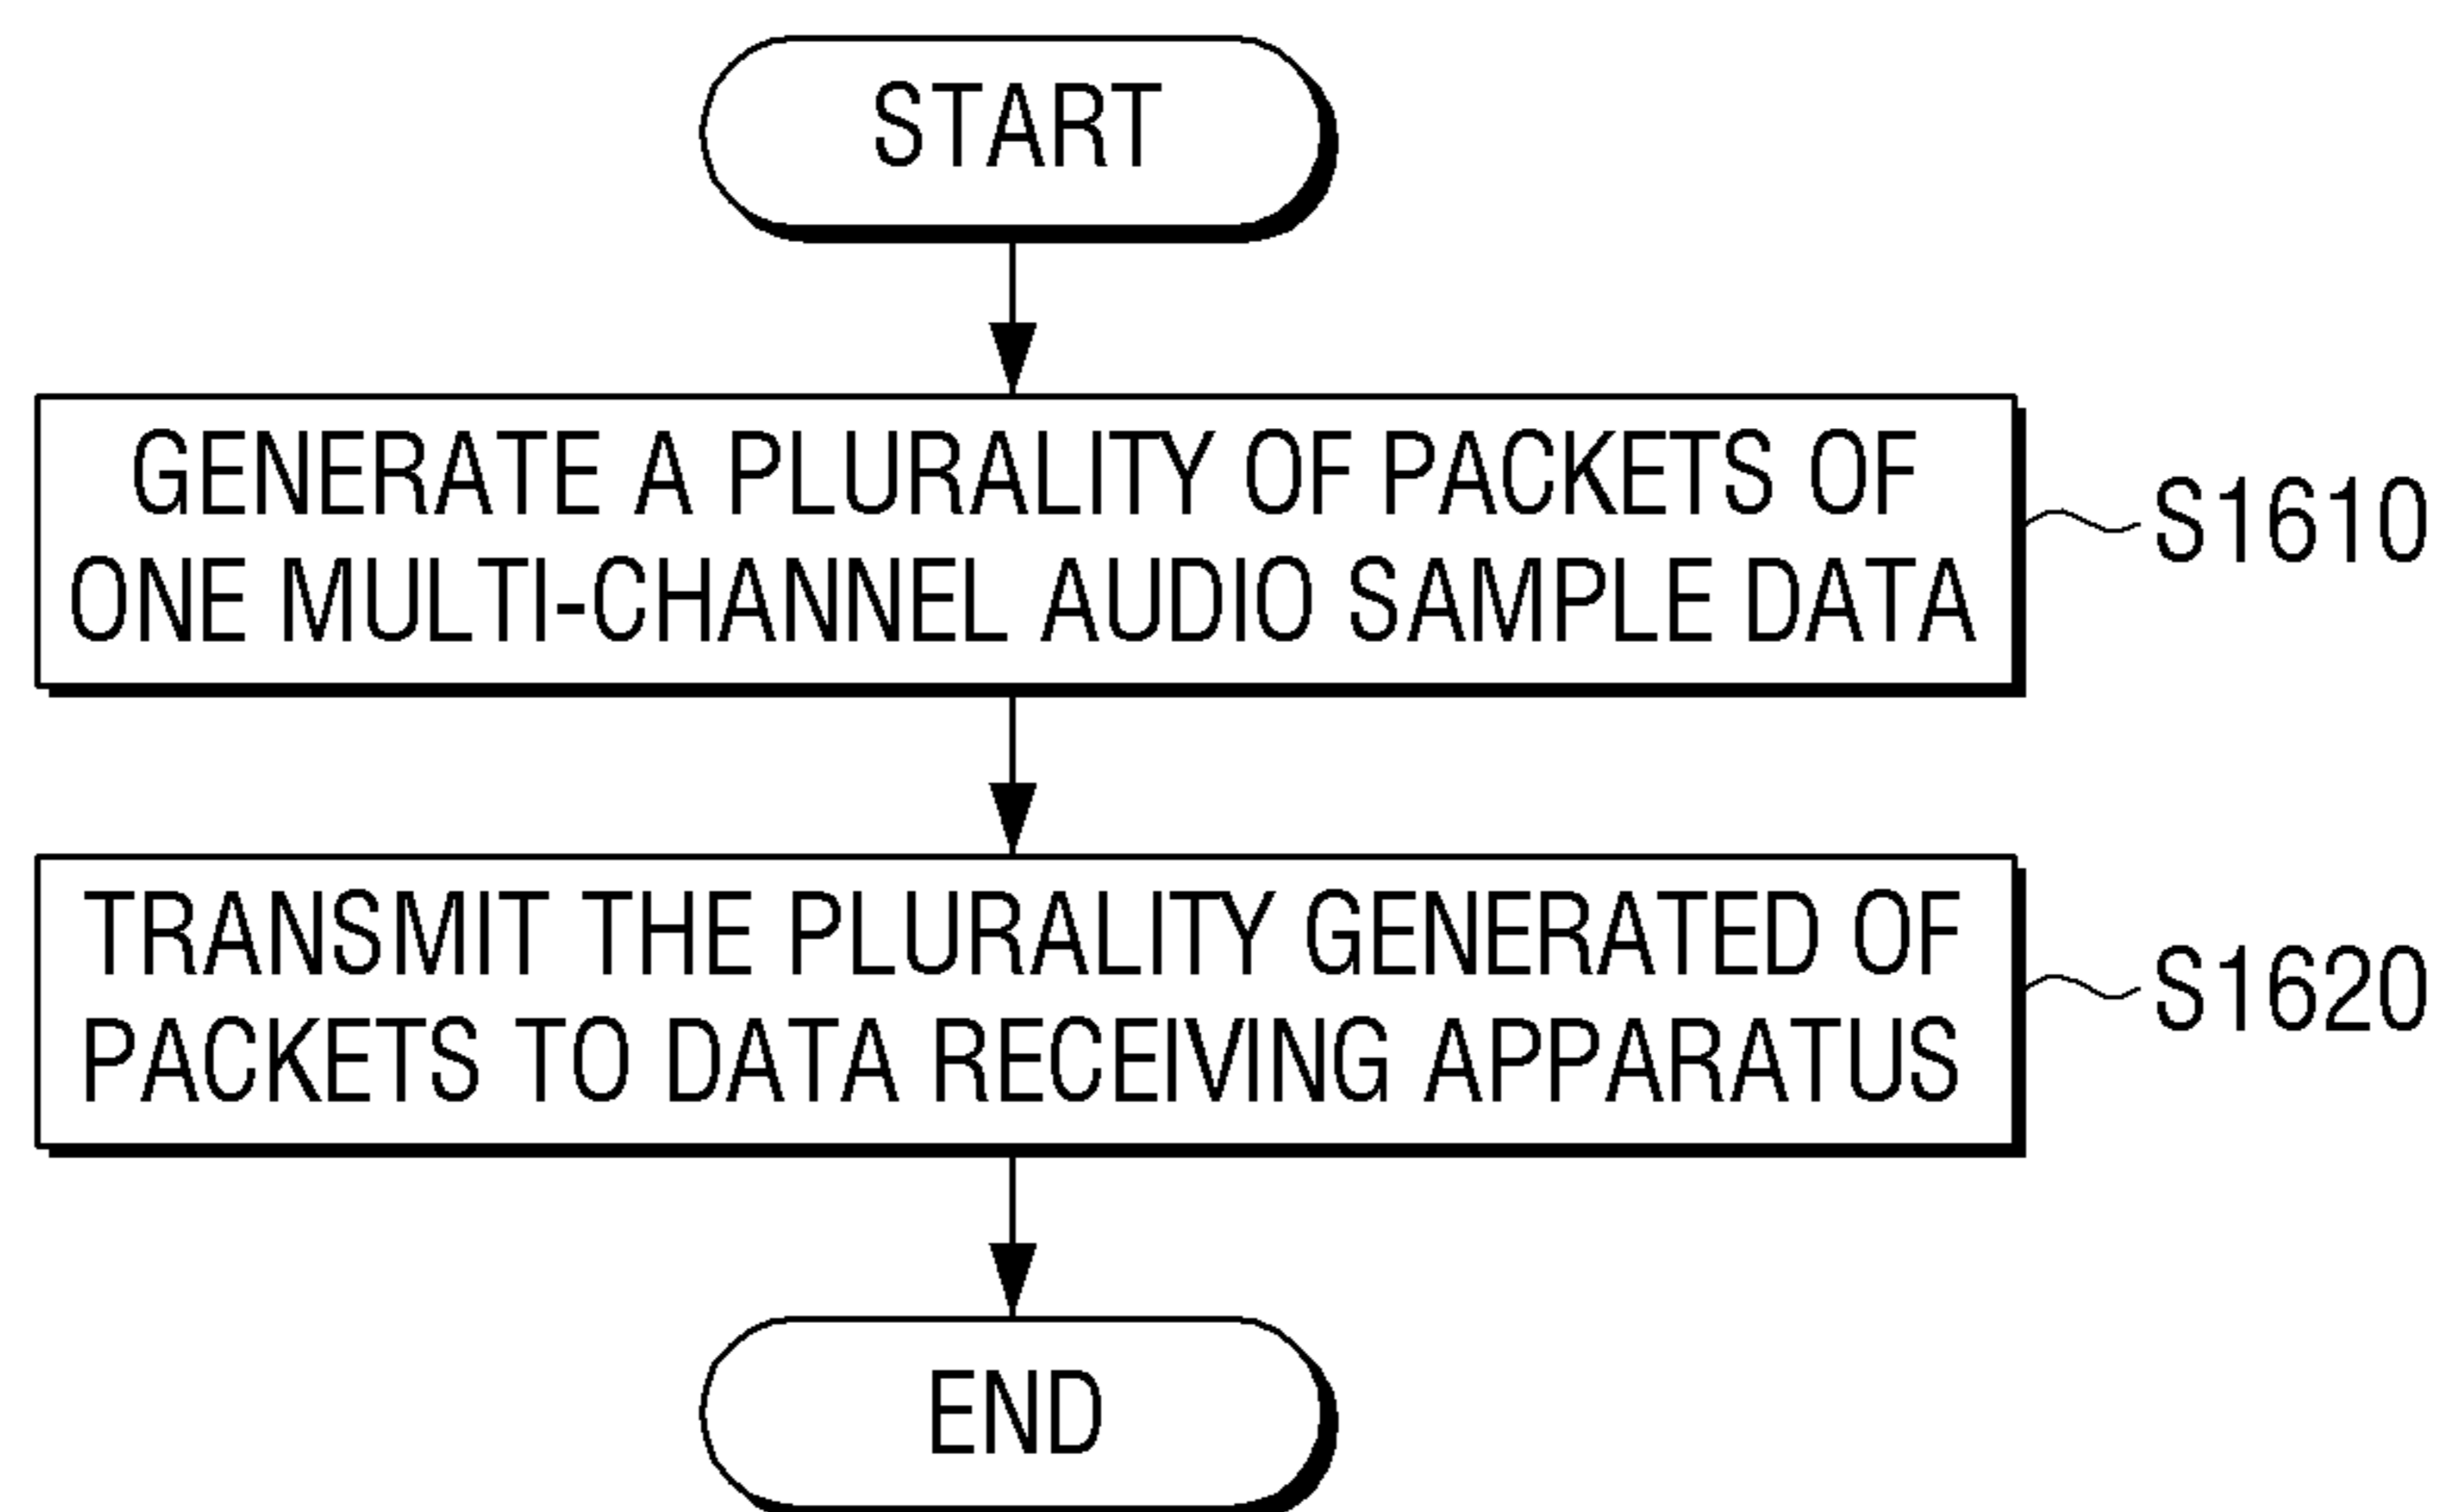 START
GENERATE A PLURALITY OF PACKETS OF
ONE MULTI-CHANNEL AUDIO SAMPLE DATA
S1610
TRANSMIT THE PLURALITY GENERATED OF
PACKETS TO DATA RECEIVING APPARATUS
S1620
END